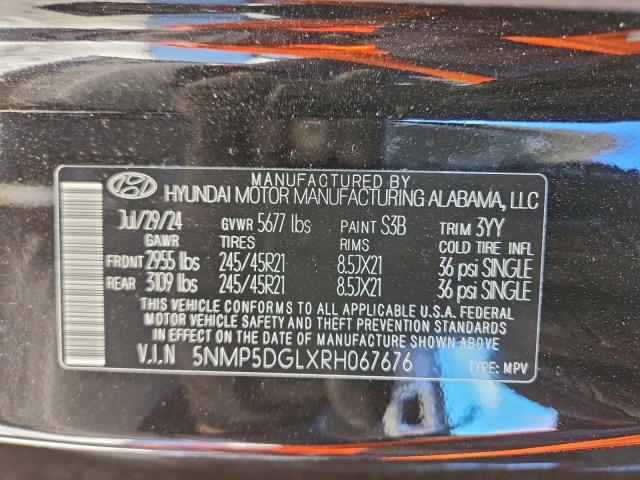 MANUFACTURED BY
HYUNDAI MOTOR MANUFACTURING ALABAMA, LLC
Jul/29/24 GVWR 5677 lbs PAINT S3B TRIM 3YY
GAWR TIRES RIMS COLD TIRE INFL
FRONT 2955 lbs 245/45R21 8.5JX21 36 psi SINGLE
REAR 3109 lbs 245/45R21 8.5JX21 36 psi SINGLE
THIS VEHICLE CONFORMS TO ALL APPLICABLE U.S.A. FEDERAL
MOTOR VEHICLE SAFETY AND THEFT PREVENTION STANDARDS
IN EFFECT ON THE DATE OF MANUFACTURE SHOWN ABOVE.
V.I.N 5NMP5DGLXRH067676 TYPE: MPV